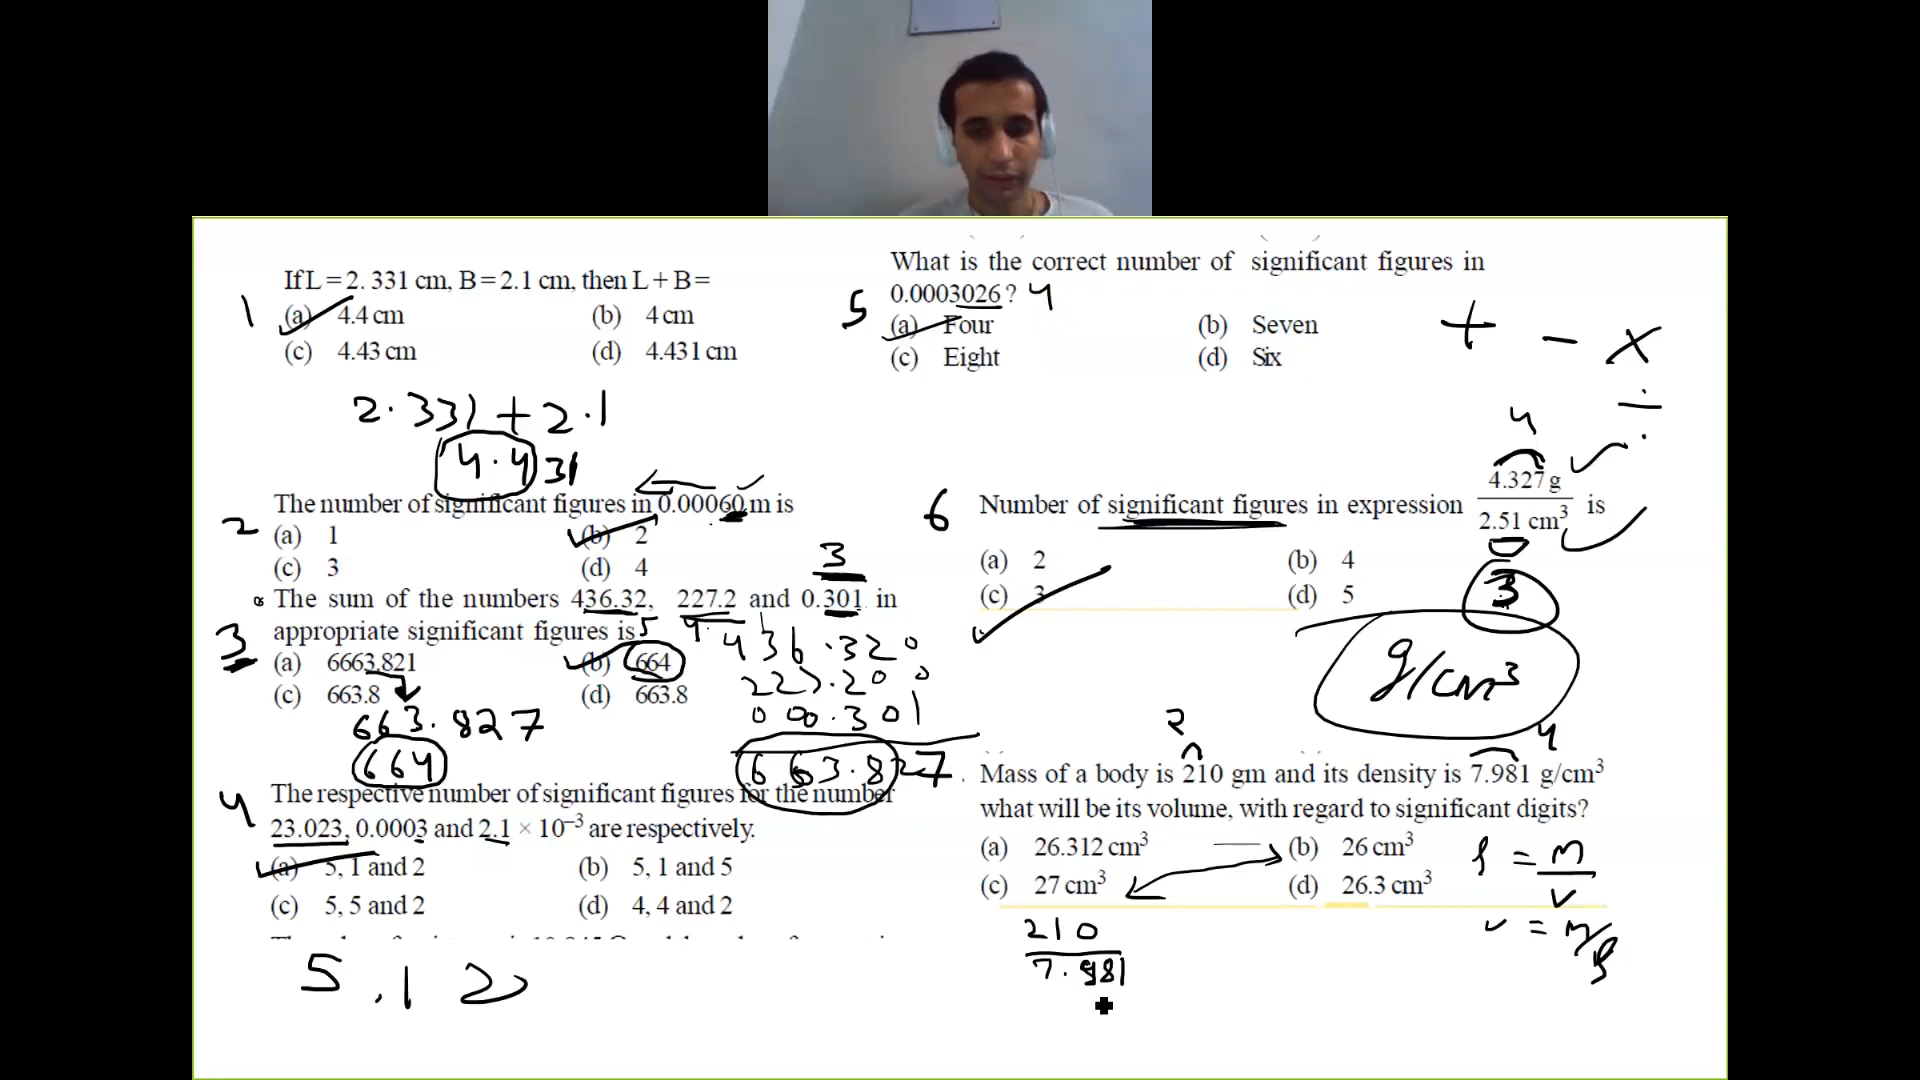 1
If L = 2. 331 cm, B = 2.1 cm, then L + B =
(a) 4.4 cm (b) 4 cm
(c) 4.43 cm (d) 4.431 cm
2.331 + 2.1
4.431
2
The number of significant figures in 0.00060 m is
(a) 1 (b) 2
(c) 3 (d) 4
3
3
The sum of the numbers 436.32, 227.2 and 0.301 in
appropriate significant figures is
5
4
(a) 6663.821 (b) 664
(c) 663.8 (d) 663.8
663.827
664
436.320
227.200
000.301
663.827
4
The respective number of significant figures for the number
23.023, 0.0003 and 2.1 × 10⁻³ are respectively.
(a) 5, 1 and 2 (b) 5, 1 and 5
(c) 5, 5 and 2 (d) 4, 4 and 2
5, 1 2
5
What is the correct number of significant figures in
0.0003026 ? 4
(a) Four (b) Seven
(c) Eight (d) Six
+ - ×
÷
6
4
Number of significant figures in expression 4.327 g / 2.51 cm³ is
3
(a) 2 (b) 4
(c) 3 (d) 5
g/cm³
2
4
Mass of a body is 210 gm and its density is 7.981 g/cm³
what will be its volume, with regard to significant digits?
(a) 26.312 cm³ (b) 26 cm³
(c) 27 cm³ (d) 26.3 cm³
210
7.981
ρ = m/v
v = m/ρ